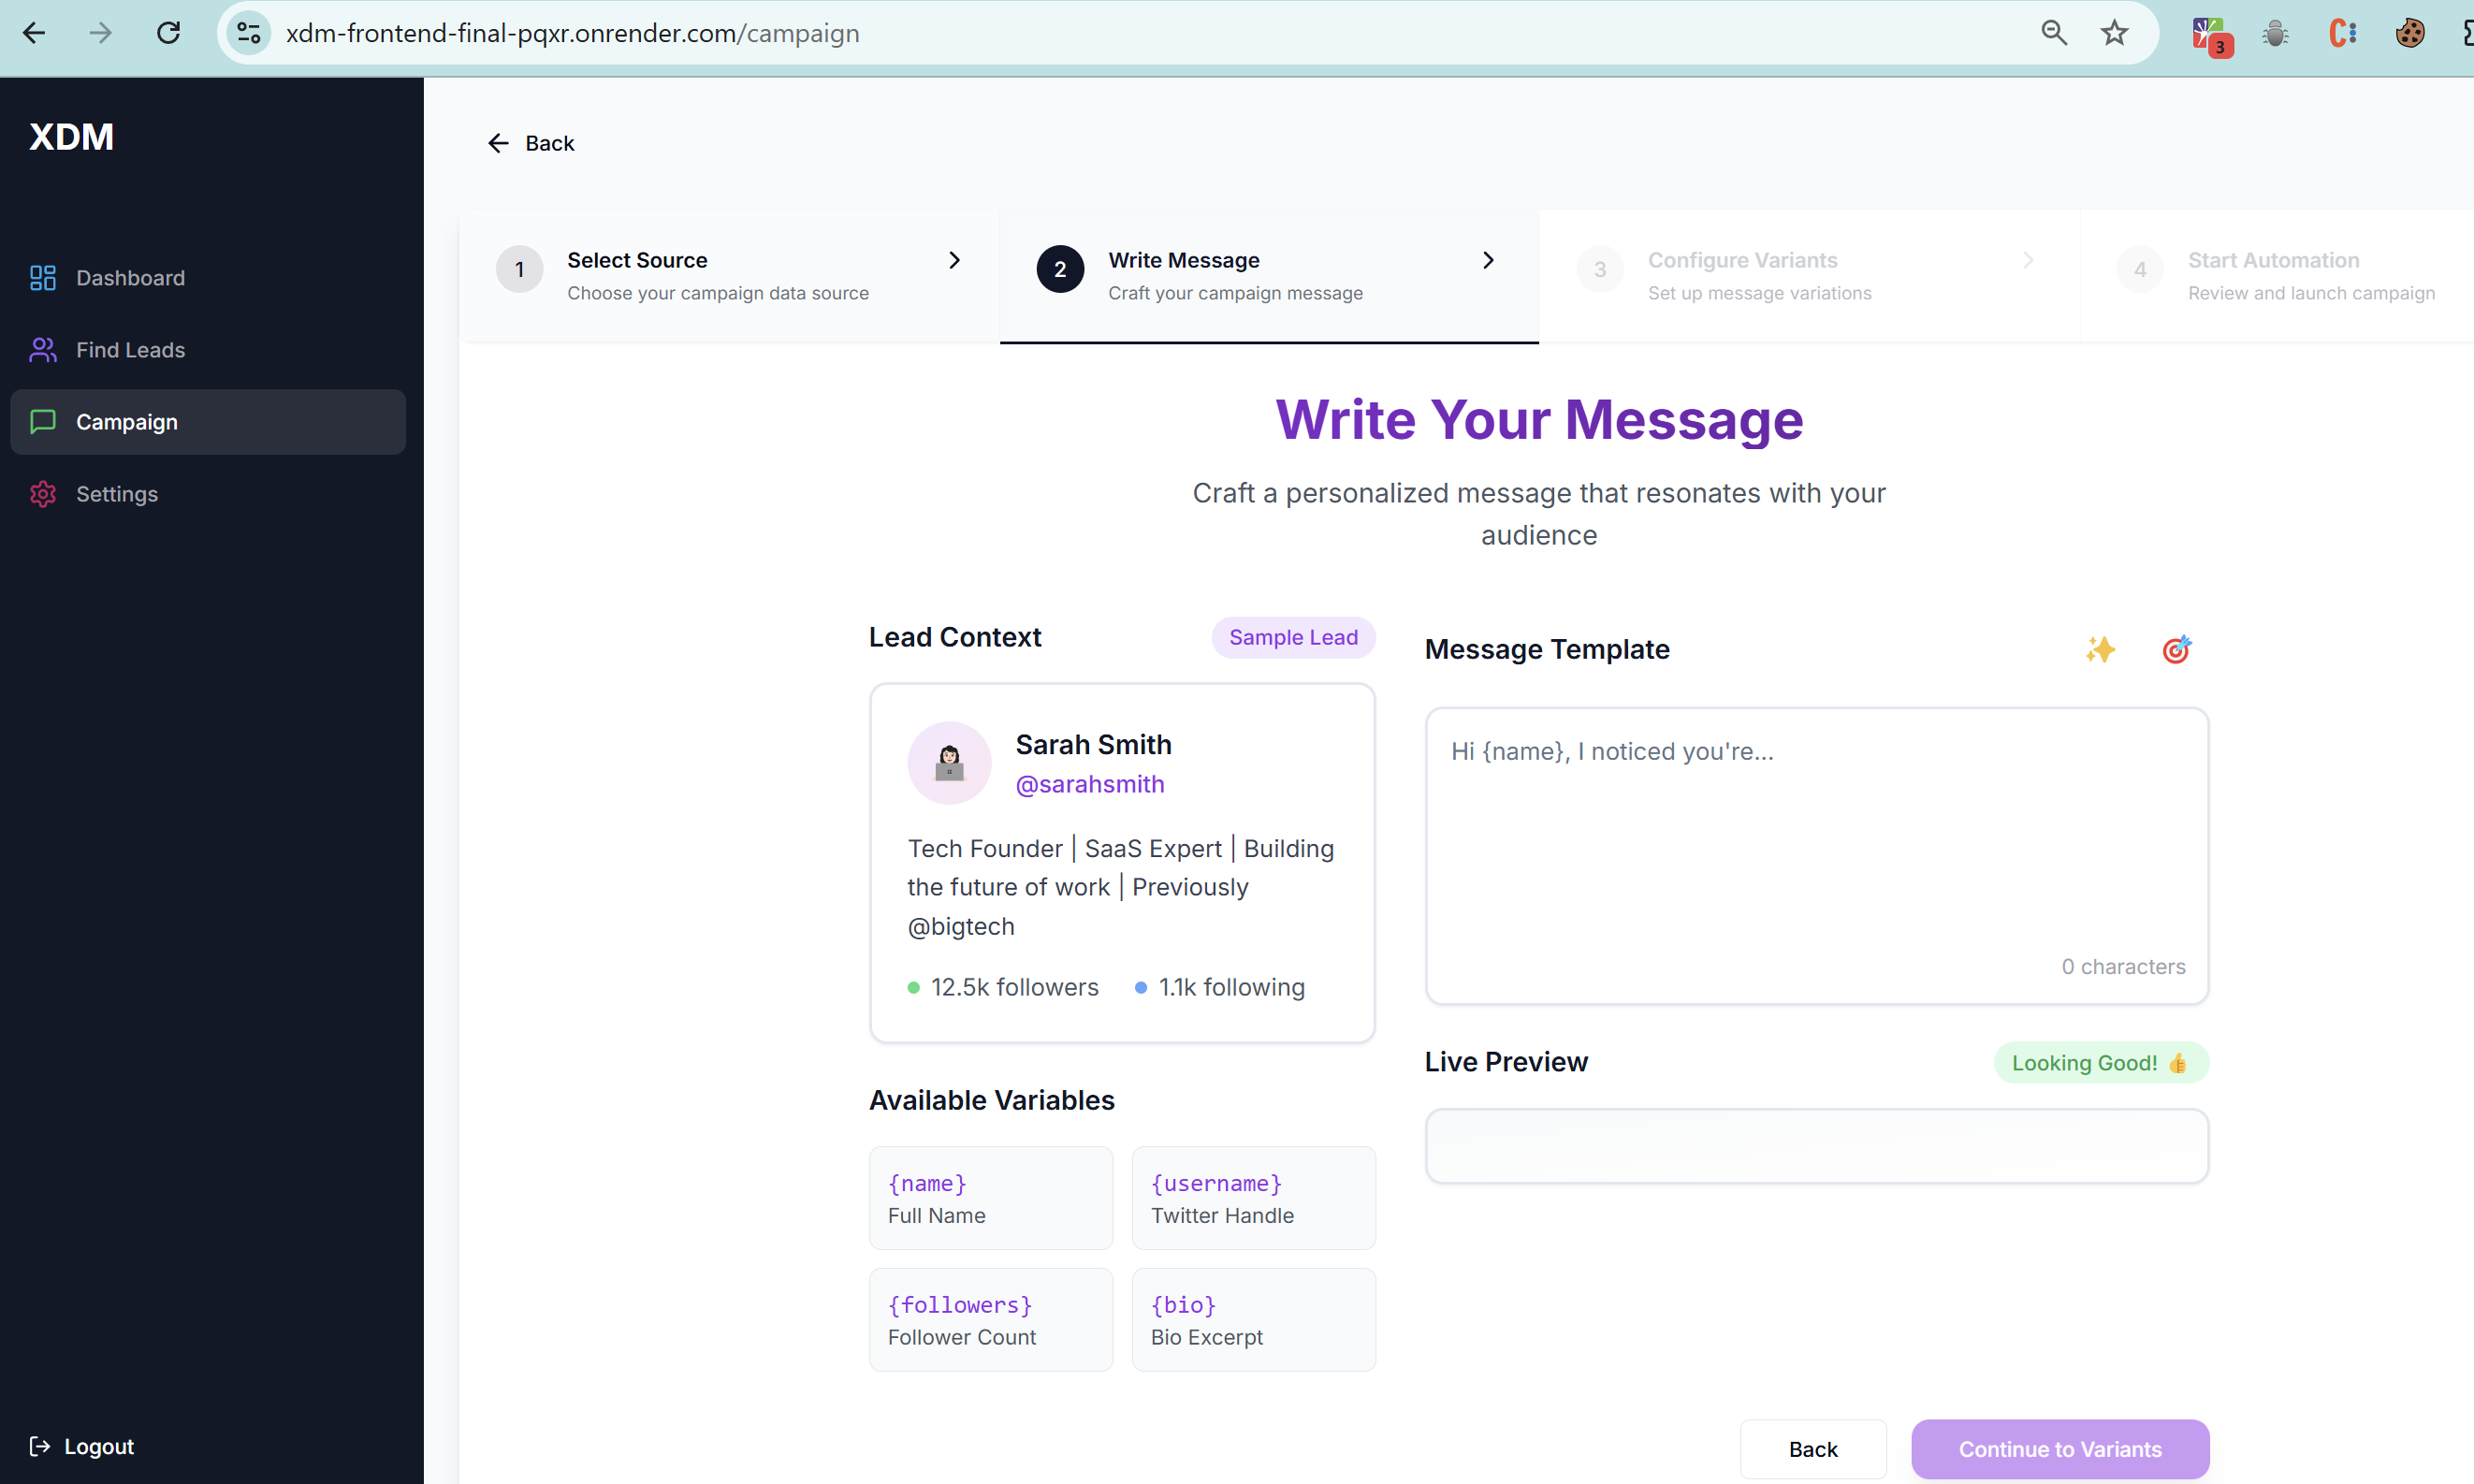 xdm-frontend-final-pqxr.onrender.com/campaign
3
XDM
Dashboard
Find Leads
Campaign
Settings
Logout
Back
1
Select Source
Choose your campaign data source
2
Write Message
Craft your campaign message
3
Configure Variants
Set up message variations
4
Start Automation
Review and launch campaign
Write Your Message
Craft a personalized message that resonates with your
audience
Lead Context
Sample Lead
Sarah Smith
@sarahsmith
Tech Founder | SaaS Expert | Building
the future of work | Previously
@bigtech
12.5k followers
1.1k following
Available Variables
{name}
Full Name
{username}
Twitter Handle
{followers}
Follower Count
{bio}
Bio Excerpt
Message Template
Hi {name}, I noticed you're...
0 characters
Live Preview
Looking Good! 👍
Back
Continue to Variants